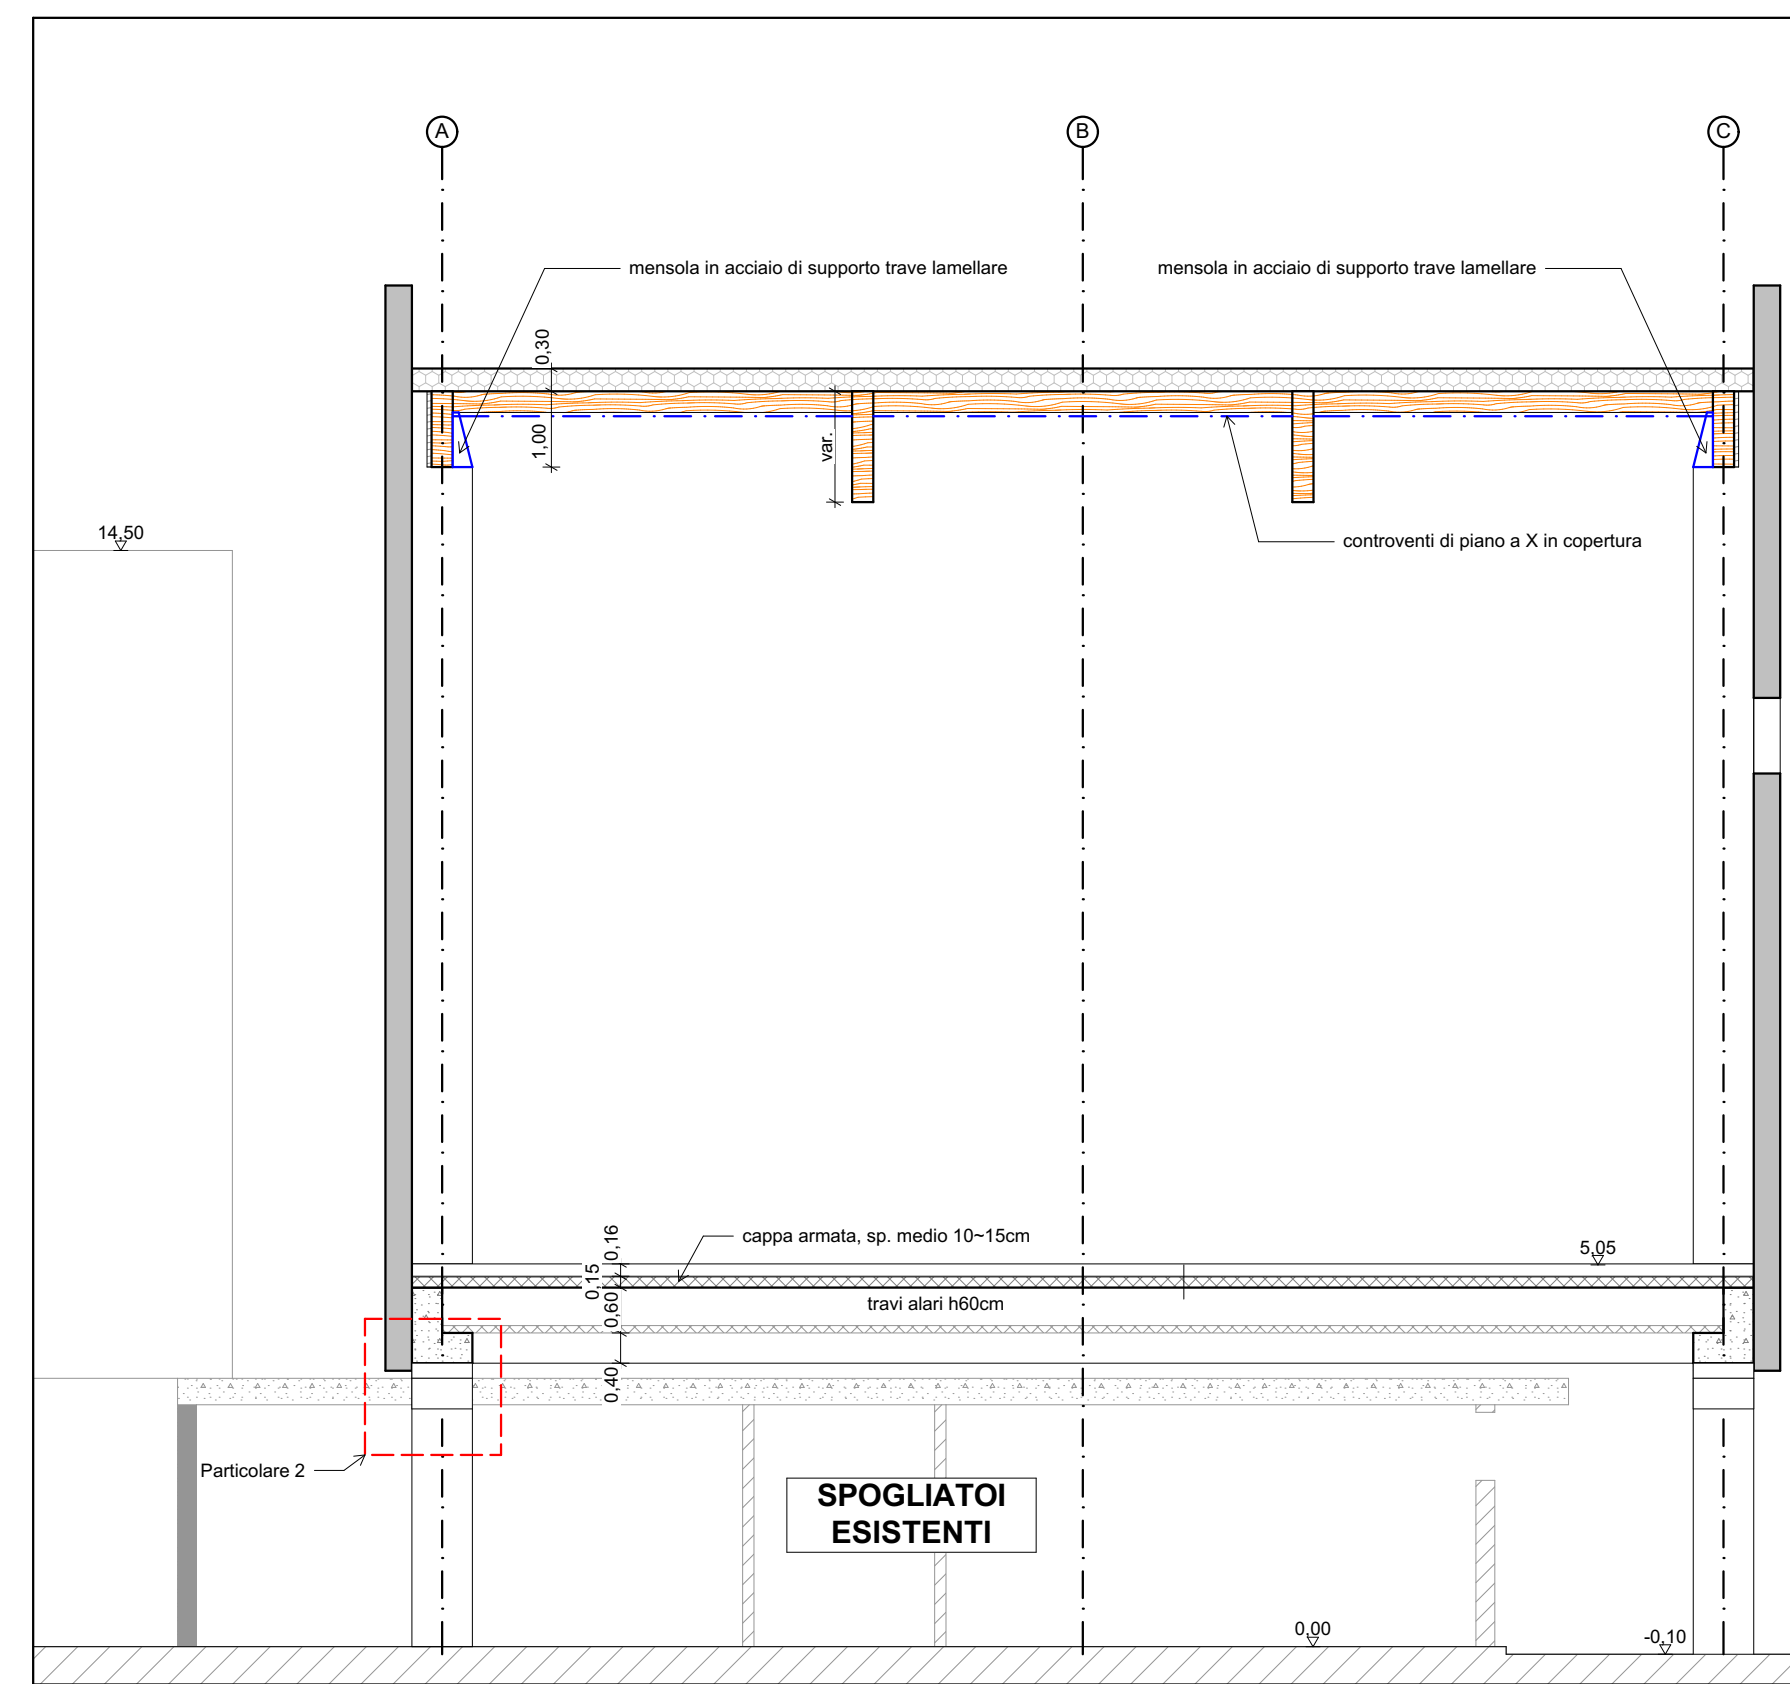 A
B
C
mensola in acciaio di supporto trave lamellare
mensola in acciaio di supporto trave lamellare
0,30
1,00
var.
14,50
controventi di piano a X in copertura
cappa armata, sp. medio 10~15cm
0,16
0,15
5,05
0,60
travi alari h60cm
0,40
Particolare 2
SPOGLIATOI
ESISTENTI
0,00
-0,10